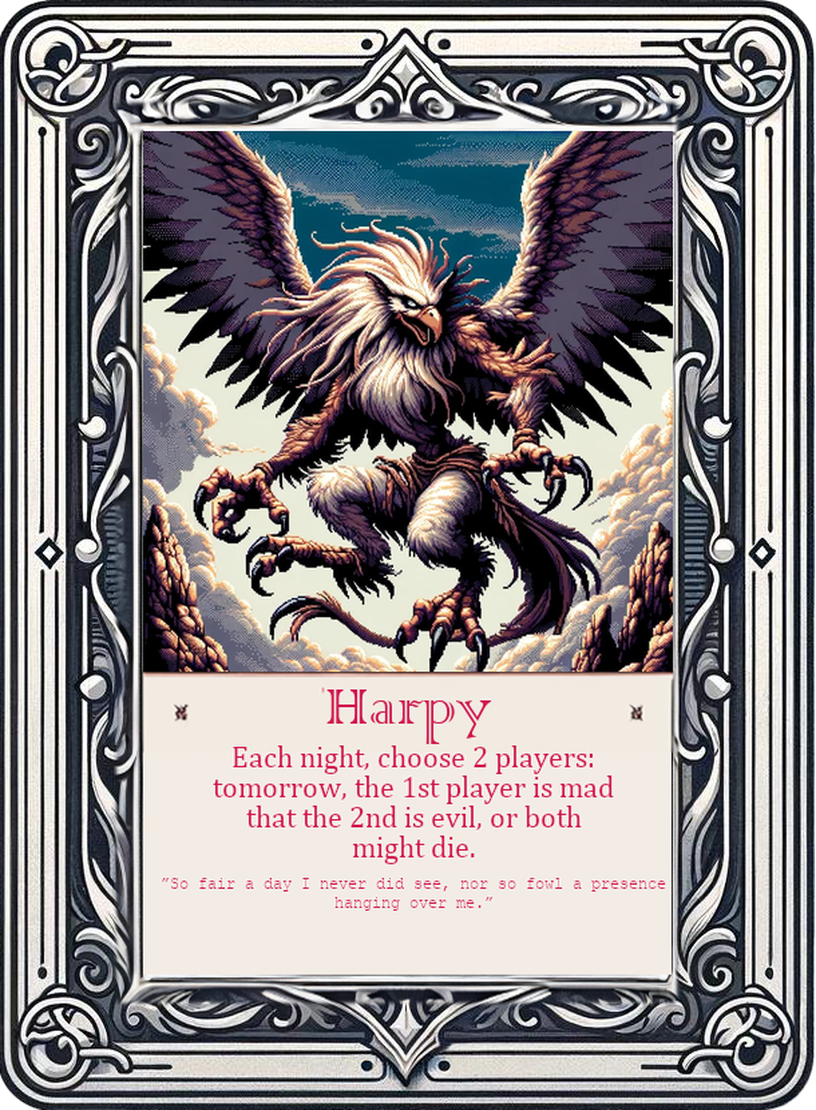 Harpy
Each night, choose 2 players:
tomorrow, the 1st player is mad
that the 2nd is evil, or both
might die.
"So fair a day I never did see, nor so fowl a presence
hanging over me."